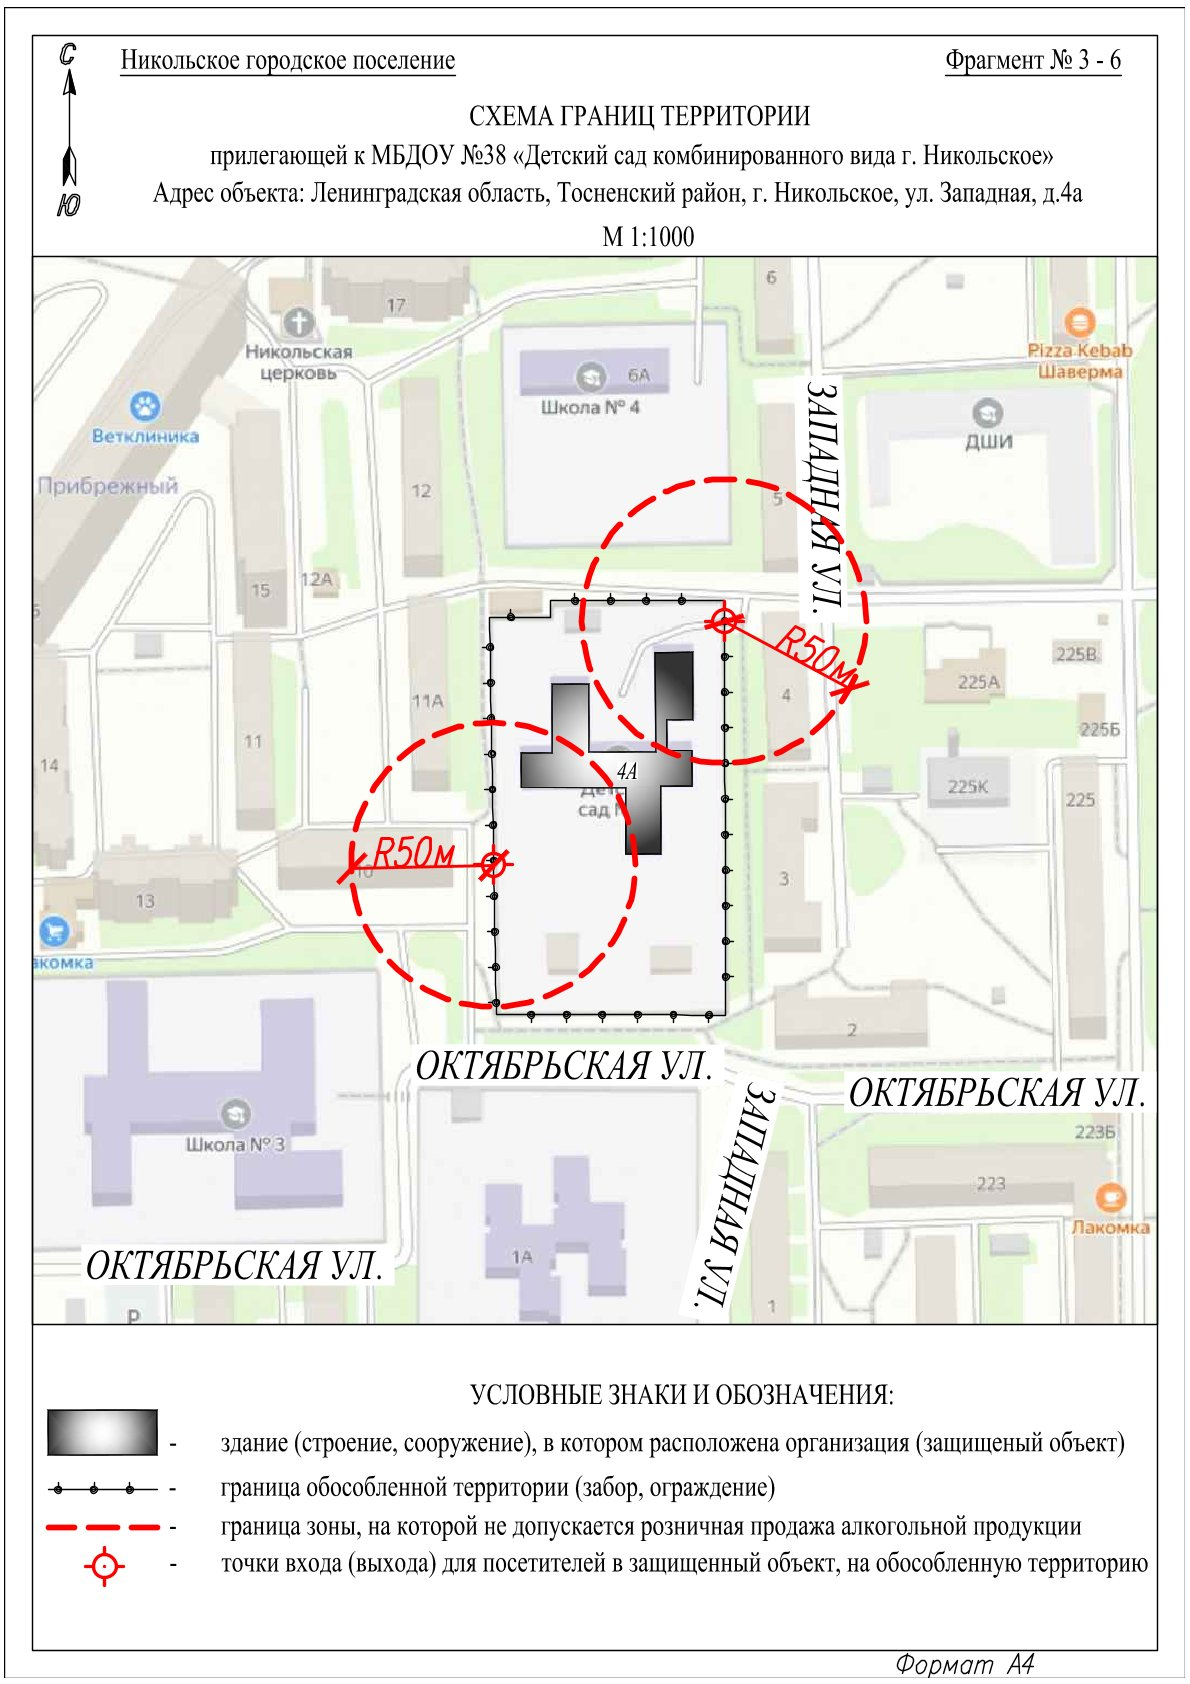 С
Ю
Никольское городское поселение
Фрагмент № 3 - 6
СХЕМА ГРАНИЦ ТЕРРИТОРИИ
прилегающей к МБДОУ №38 «Детский сад комбинированного вида г. Никольское»
Адрес объекта: Ленинградская область, Тосненский район, г. Никольское, ул. Западная, д.4а
М 1:1000
17
6
Никольская
церковь
Pizza Kebab
Шаверма
6А
Школа № 4
ЗАПАДНАЯ УЛ.
ДШИ
Ветклиника
Прибрежный
12
5
15
12А
R50м
225В
225А
4
11А
225Б
11
14
4А
225К
225
сад
R50м
10
3
13
акомка
2
ОКТЯБРЬСКАЯ УЛ.
ОКТЯБРЬСКАЯ УЛ.
ЗАПАДНАЯ УЛ.
Школа № 3
223Б
223
Лакомка
1А
ОКТЯБРЬСКАЯ УЛ.
1
P
УСЛОВНЫЕ ЗНАКИ И ОБОЗНАЧЕНИЯ:
- здание (строение, сооружение), в котором расположена организация (защищеный объект)
- граница обособленной территории (забор, ограждение)
- граница зоны, на которой не допускается розничная продажа алкогольной продукции
- точки входа (выхода) для посетителей в защищенный объект, на обособленную территорию
Формат А4